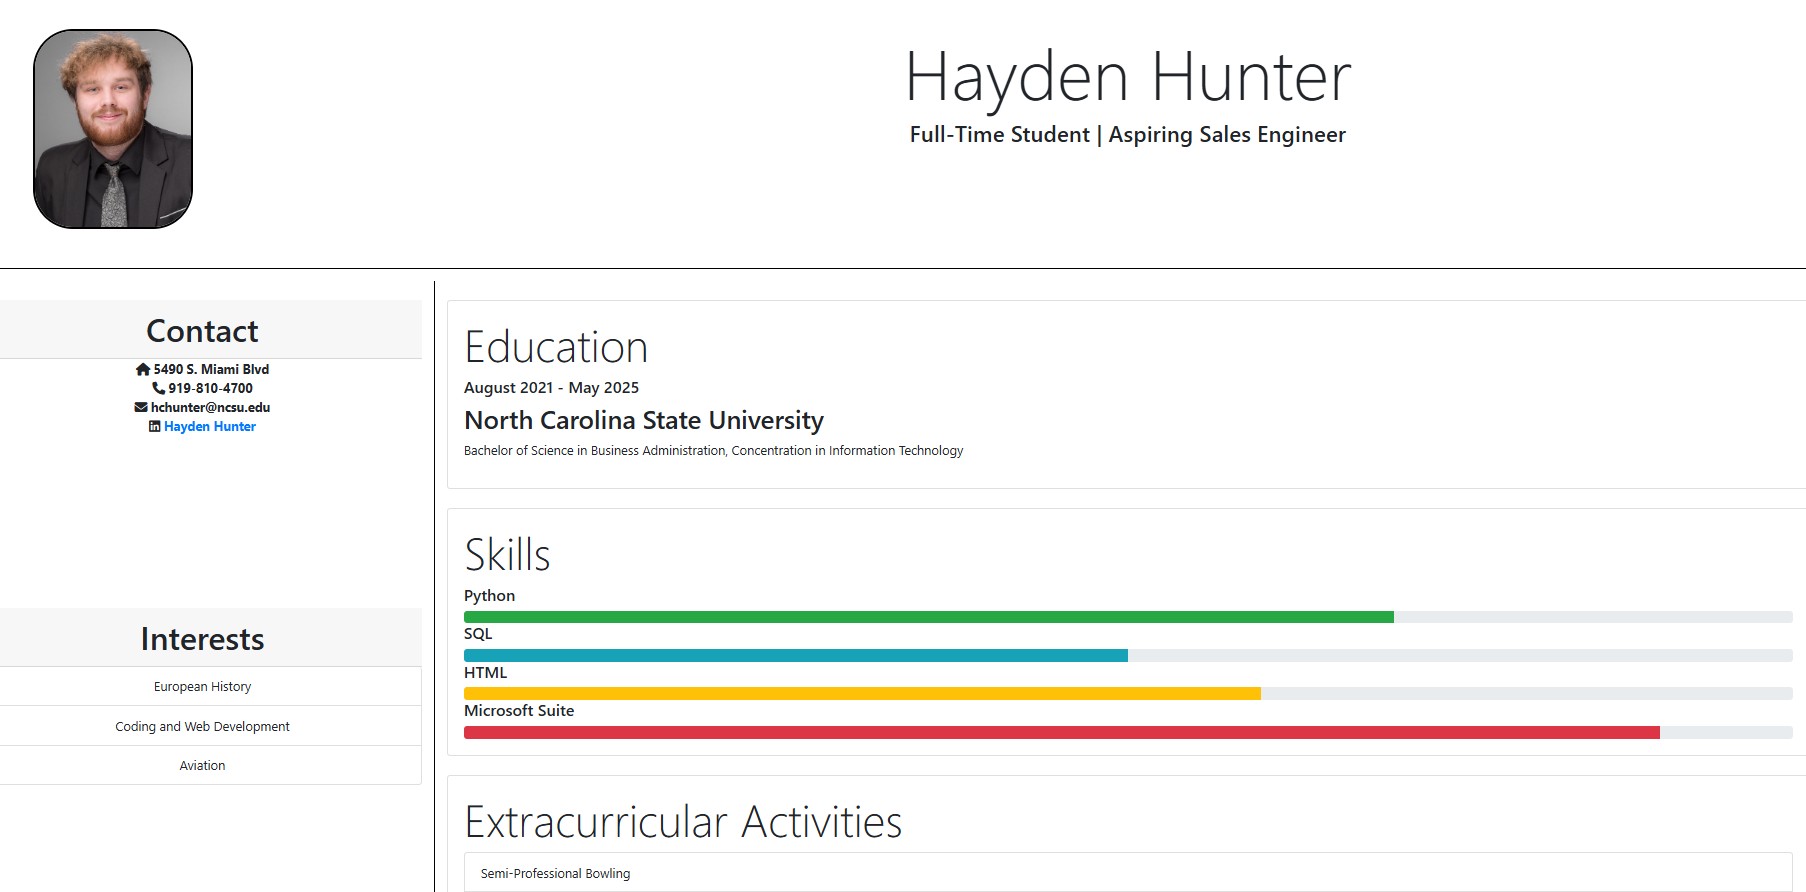 Hayden Hunter
Full-Time Student | Aspiring Sales Engineer
Contact
5490 S. Miami Blvd
919-810-4700
hchunter@ncsu.edu
Hayden Hunter
Interests
European History
Coding and Web Development
Aviation
Education
August 2021 - May 2025
North Carolina State University
Bachelor of Science in Business Administration, Concentration in Information Technology
Skills
Python
SQL
HTML
Microsoft Suite
Extracurricular Activities
Semi-Professional Bowling